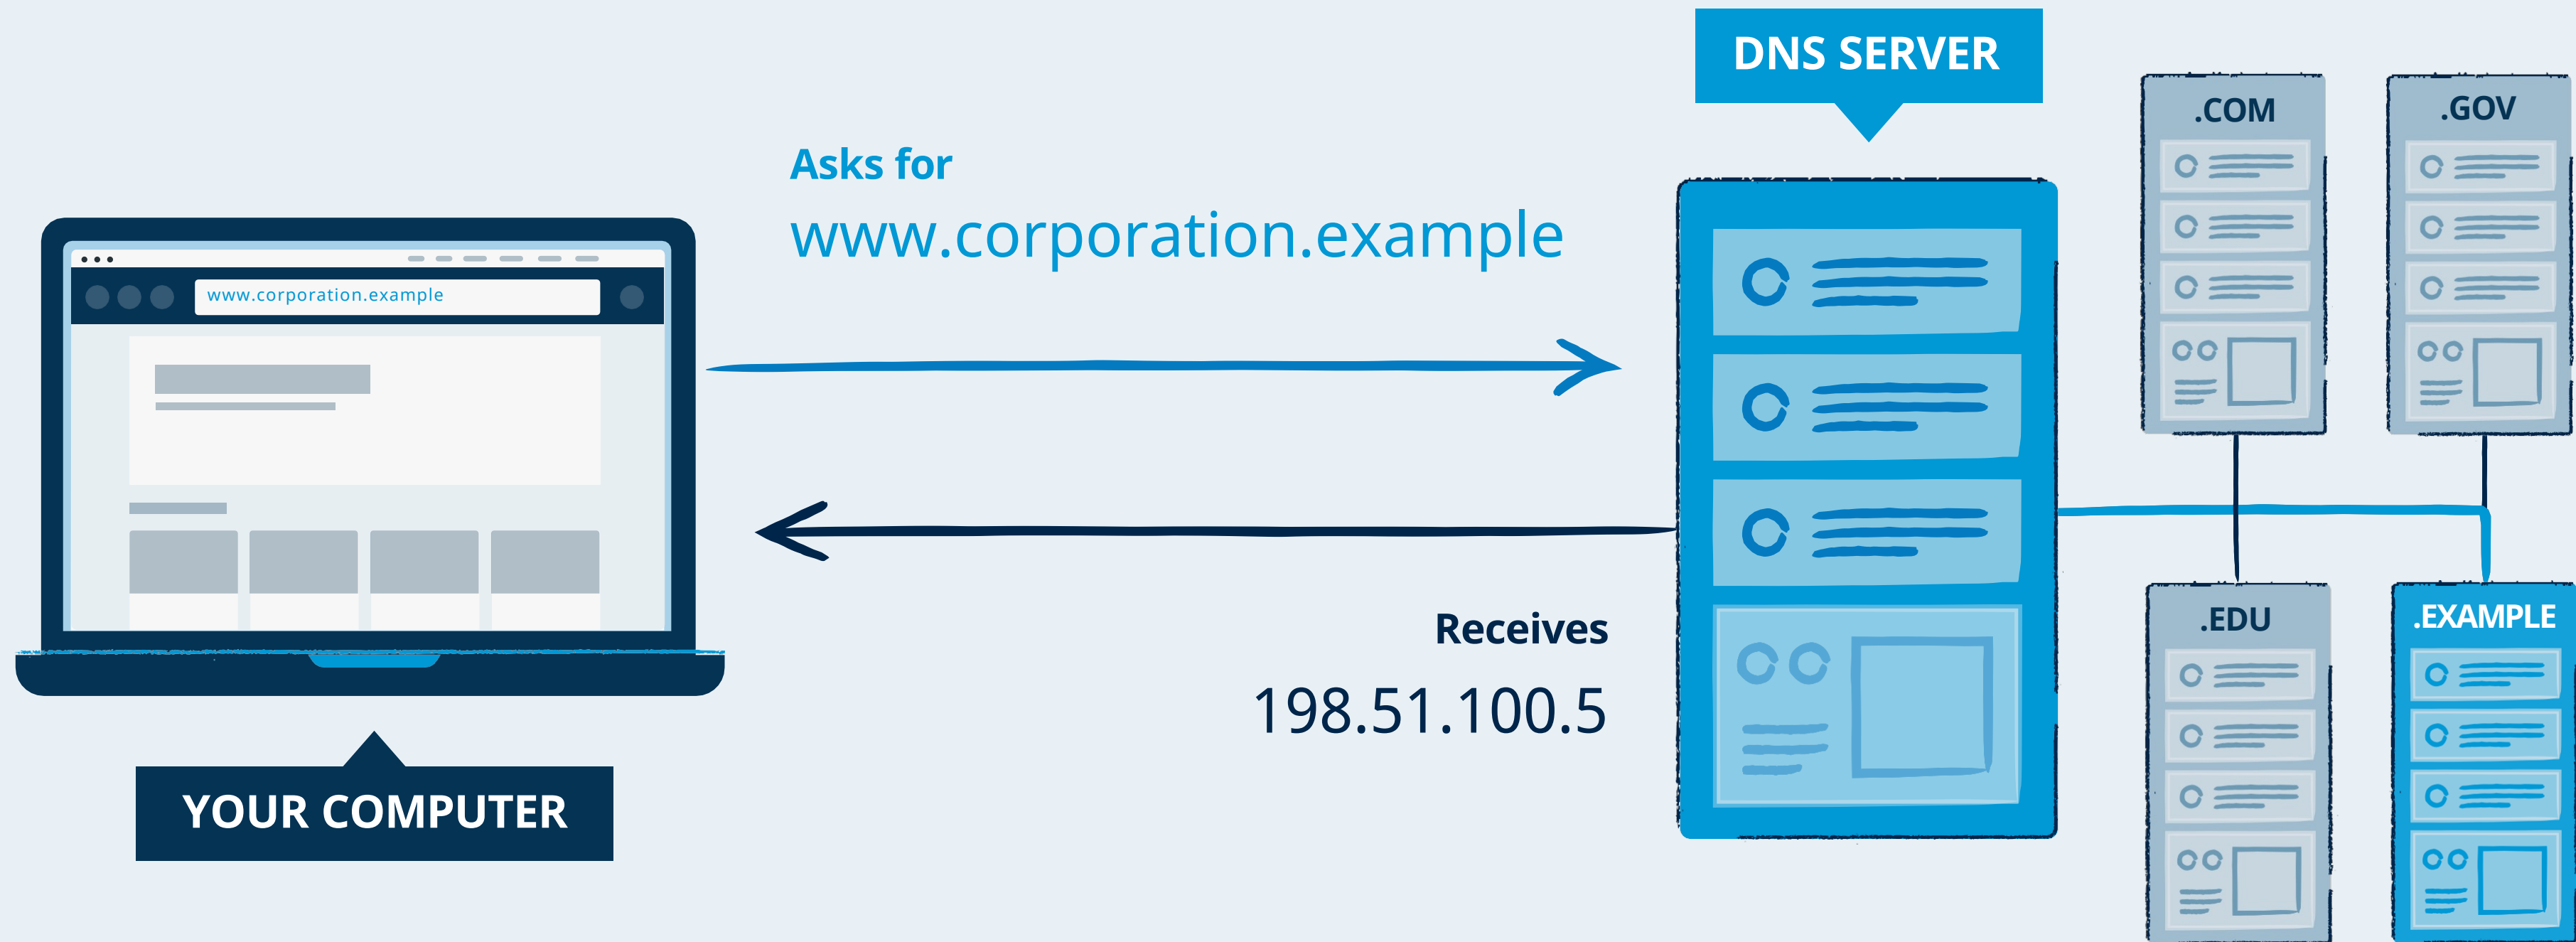 DNS SERVER
.COM
.GOV
Asks for
www.corporation.example
www.corporation.example
Receives
198.51.100.5
.EDU
.EXAMPLE
YOUR COMPUTER